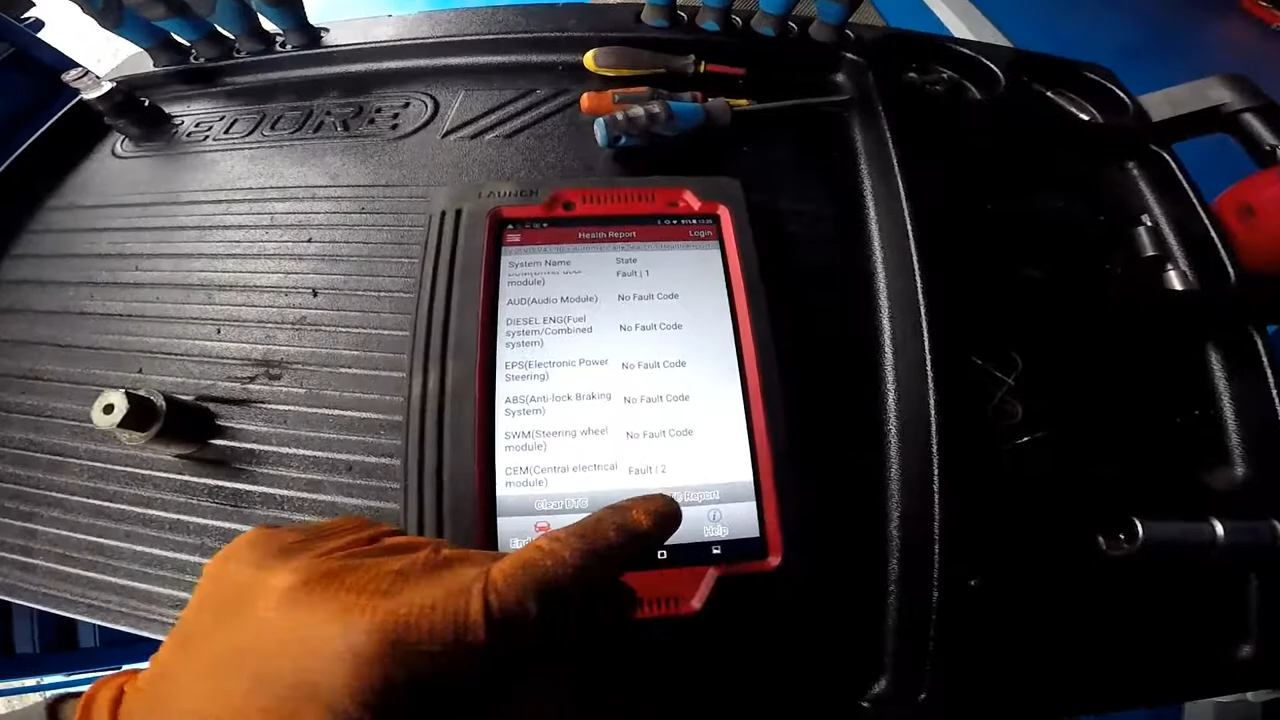 GEDORE
LAUNCH
Health Report
Login
System Name
State
module)
Fault | 1
AUD(Audio Module)
No Fault Code
DIESEL ENG(Fuel
system/Combined
system)
No Fault Code
EPS(Electronic Power
Steering)
No Fault Code
ABS(Anti-lock Braking
System)
No Fault Code
SWM(Steering wheel
module)
No Fault Code
CEM(Central electrical
module)
Fault | 2
Clear DTC
Report
Help